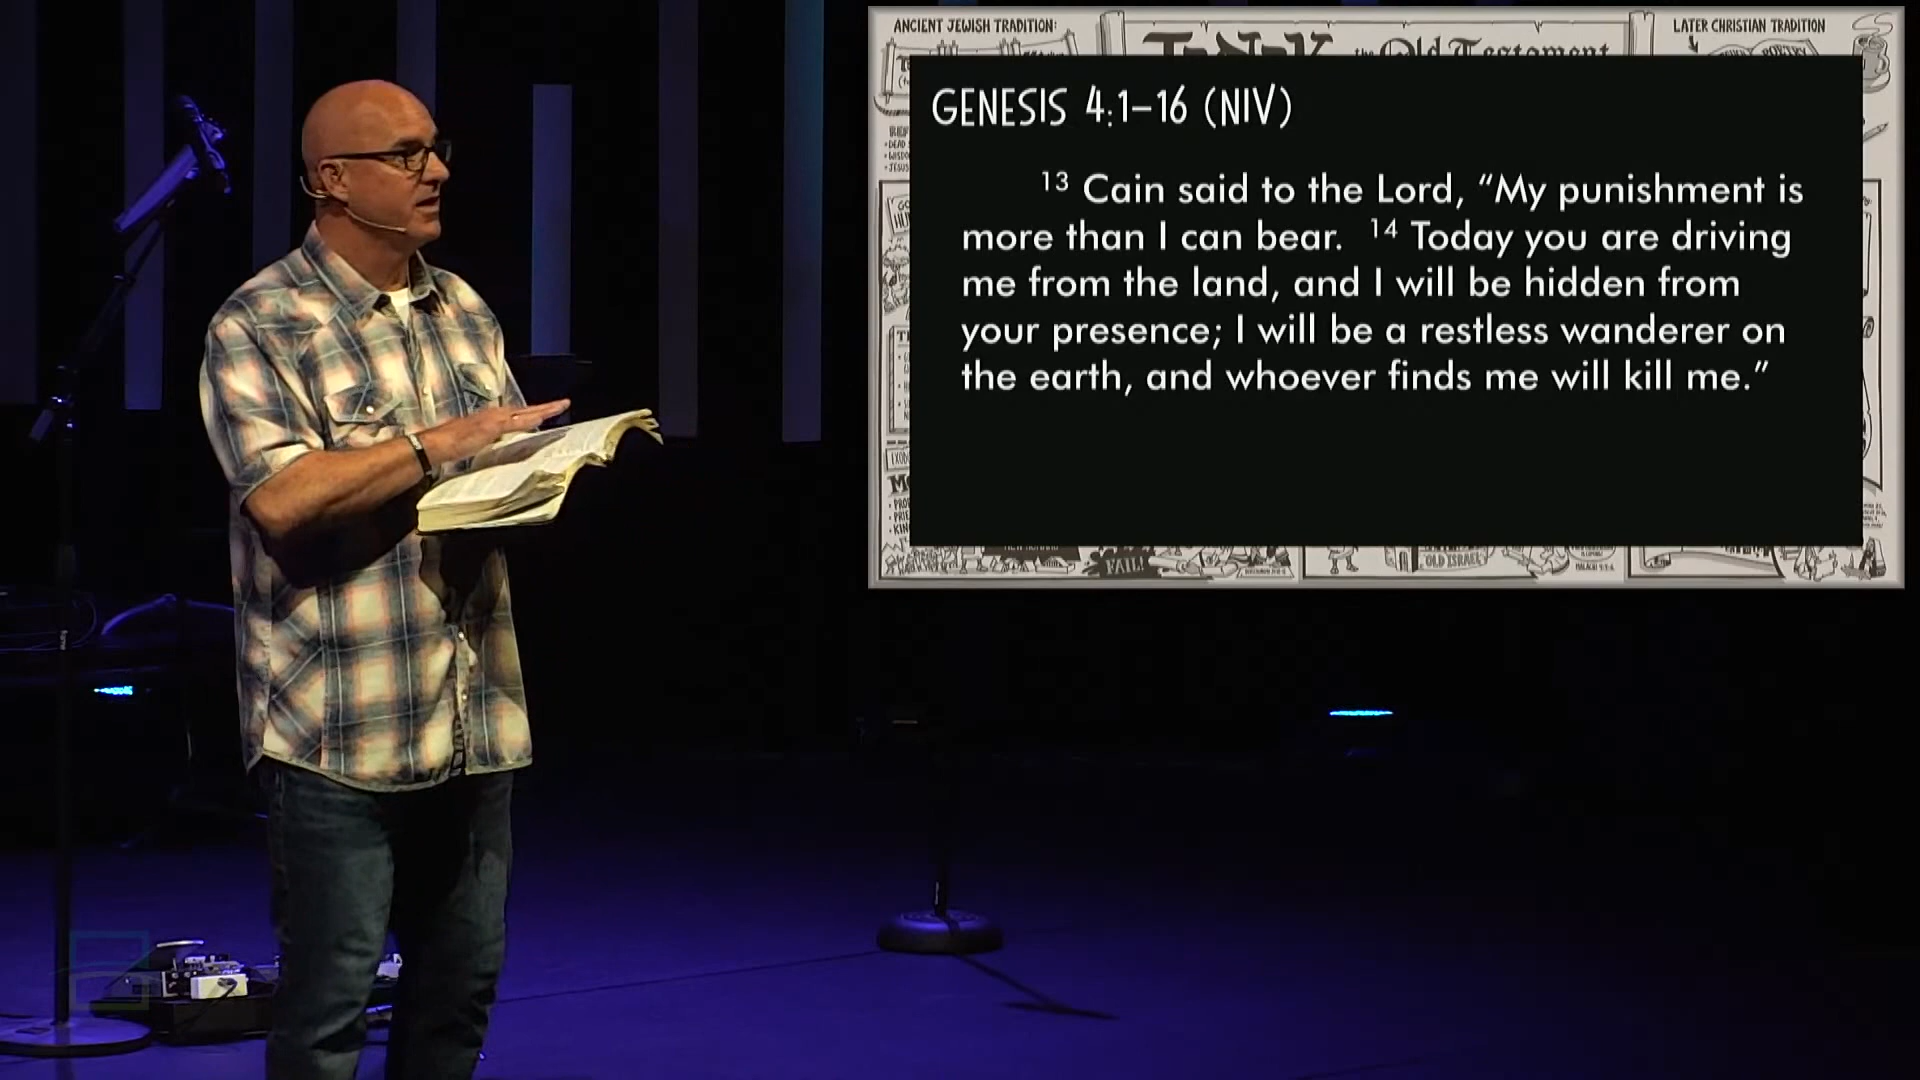 ANCIENT JEWISH TRADITION:
LATER CHRISTIAN TRADITION
the Old Testament
GENESIS 4:1–16 (NIV)
13 Cain said to the Lord, “My punishment is
more than I can bear. 14 Today you are driving
me from the land, and I will be hidden from
your presence; I will be a restless wanderer on
the earth, and whoever finds me will kill me.”
FAIL!
OLD ISRAEL